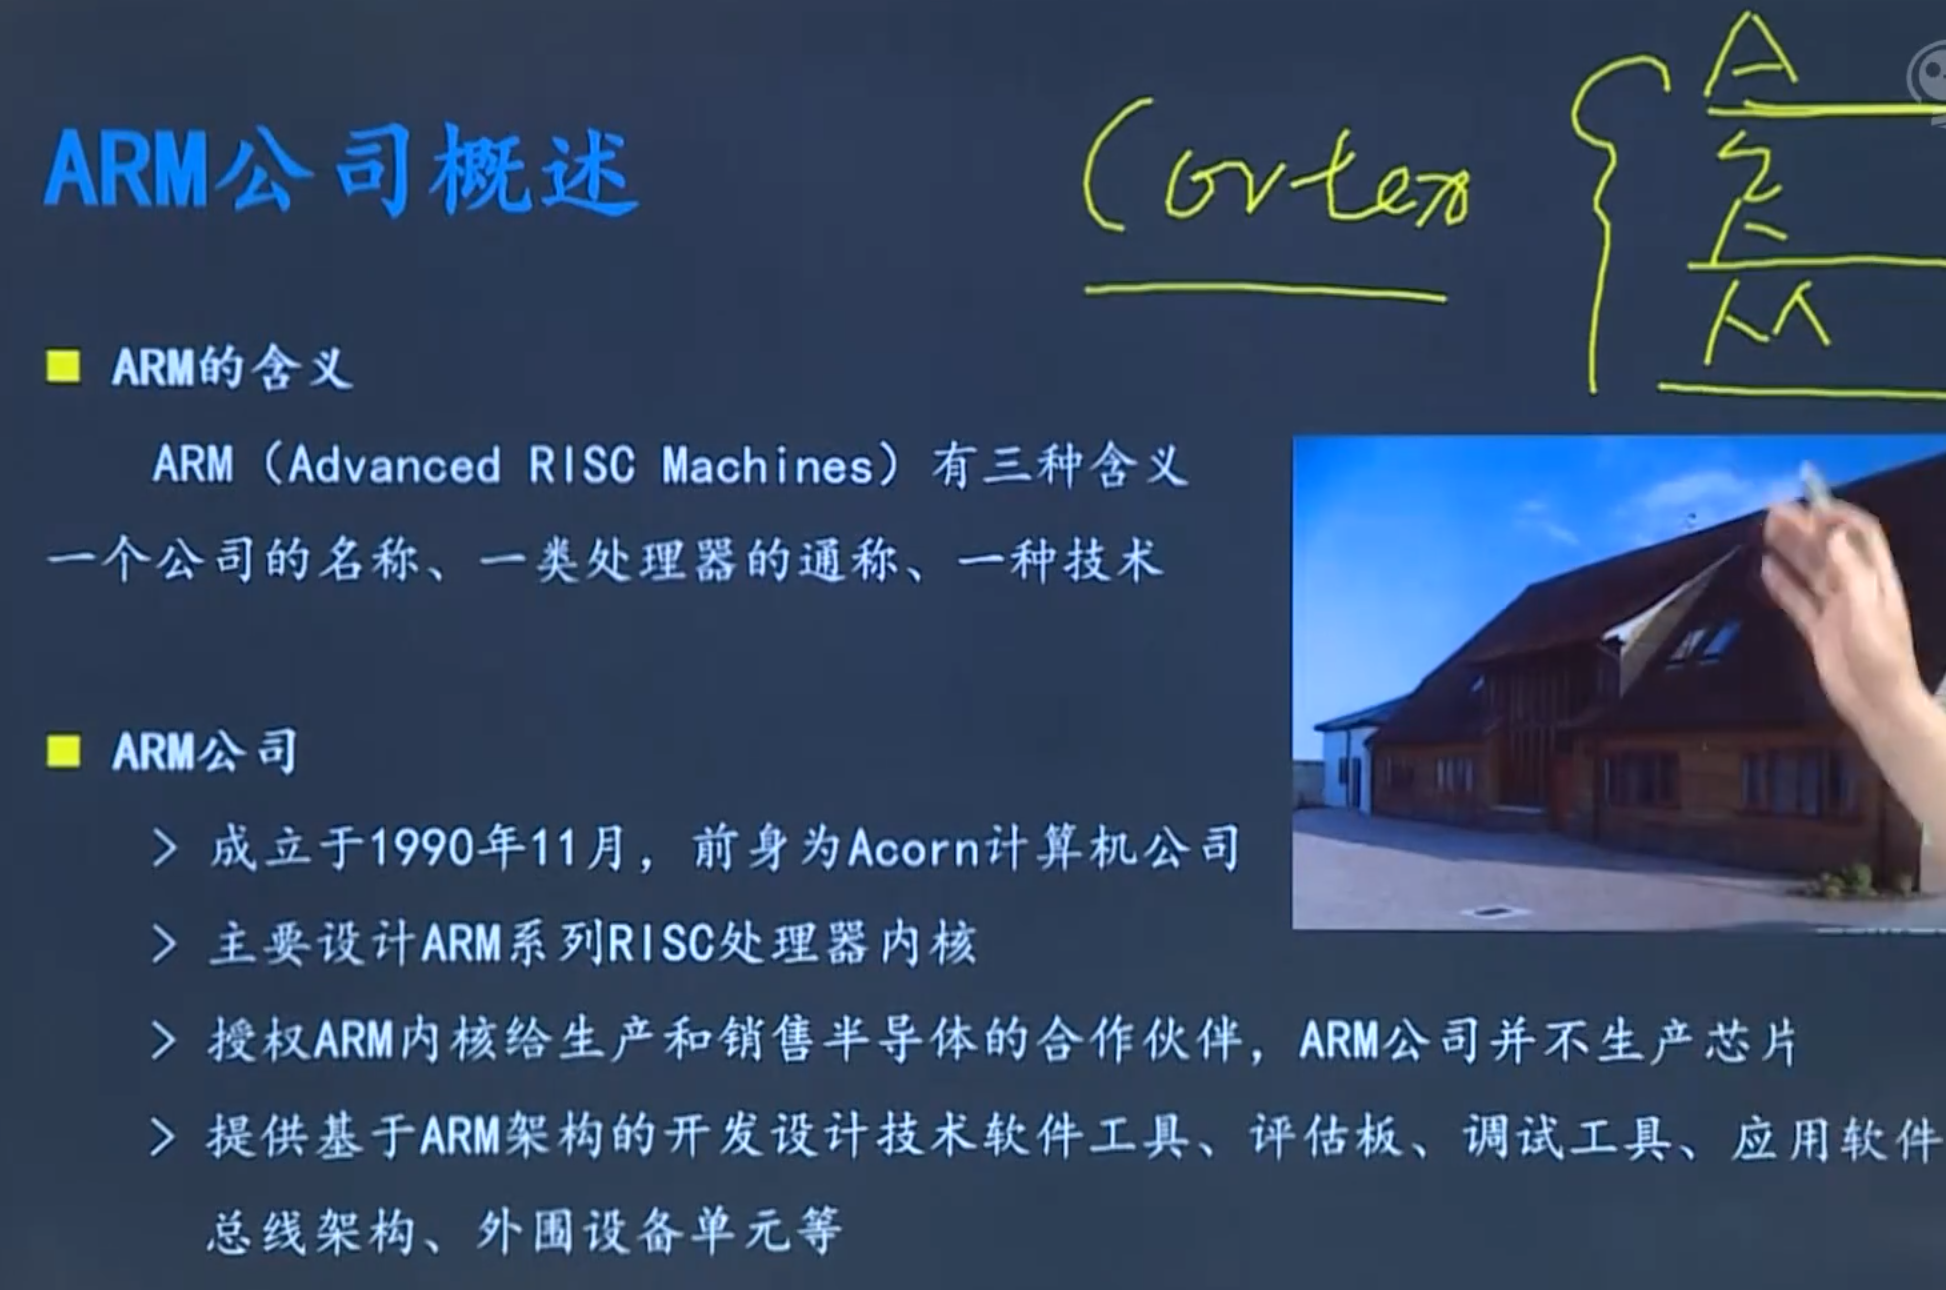 ARM公司概述
Cortex
A
R
M
ARM的含义
ARM（Advanced RISC Machines）有三种含义
一个公司的名称、一类处理器的通称、一种技术
ARM公司
> 成立于1990年11月，前身为Acorn计算机公司
> 主要设计ARM系列RISC处理器内核
> 授权ARM内核给生产和销售半导体的合作伙伴，ARM公司并不生产芯片
> 提供基于ARM架构的开发设计技术软件工具、评估板、调试工具、应用软件
总线架构、外围设备单元等